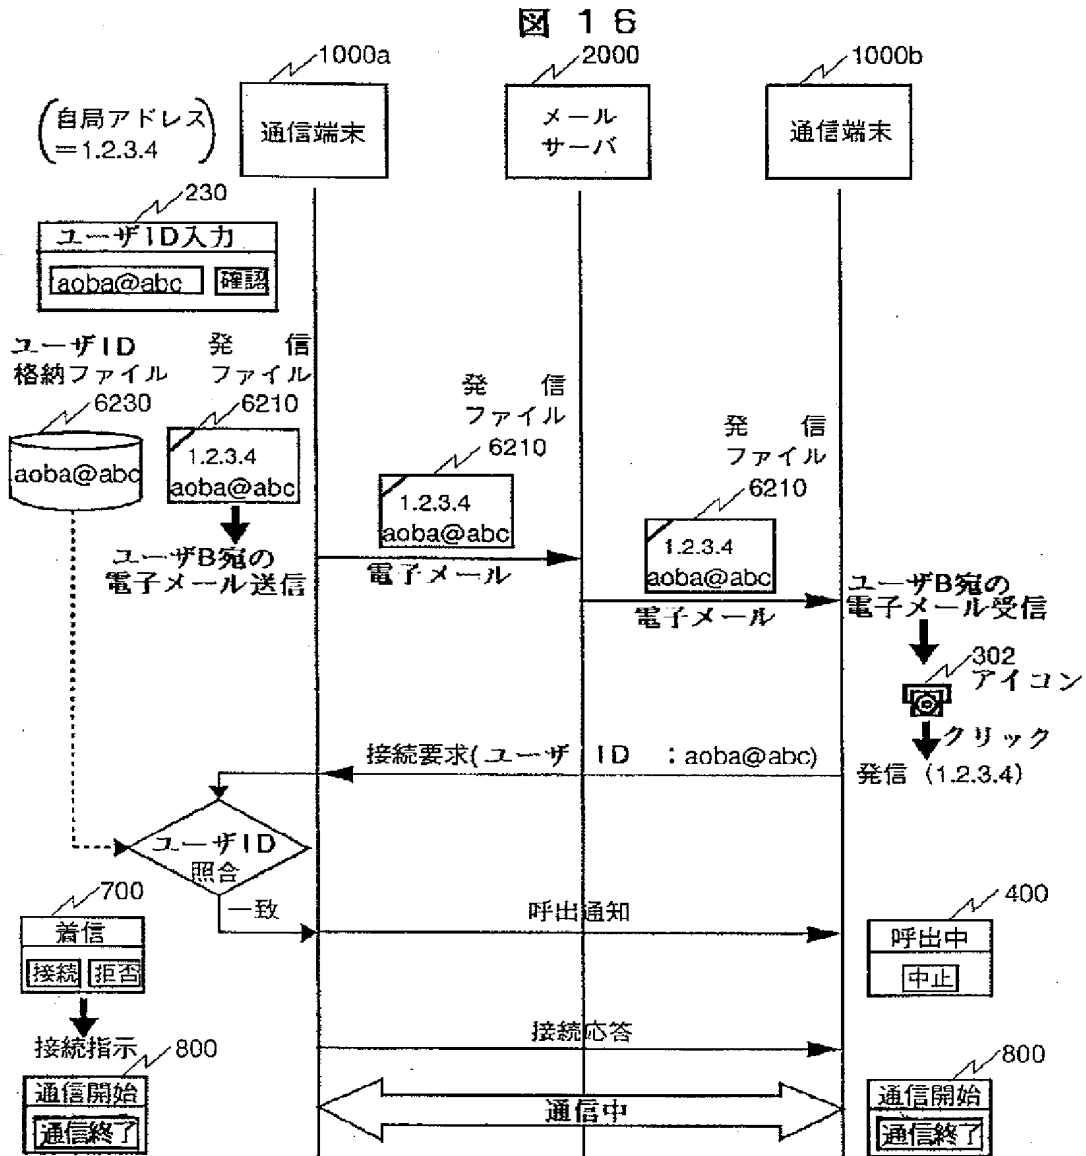 図 16
1000a
2000
1000b
自局アドレス
=1.2.3.4
通信端末
メール
サーバ
通信端末
230
ユーザID入力
aoba@abc 確認
ユーザID
格納ファイル
6230
発 信
ファイル
6210
aoba@abc
1.2.3.4
aoba@abc
発 信
ファイル
6210
1.2.3.4
aoba@abc
発 信
ファイル
6210
1.2.3.4
aoba@abc
ユーザB宛の
電子メール送信
電子メール
電子メール
ユーザB宛の
電子メール受信
302
アイコン
クリック
接続要求(ユーザ ID :aoba@abc)
発信 (1.2.3.4)
ユーザID
照合
一致
700
着信
接続 拒否
呼出通知
400
呼出中
中止
接続指示
接続応答
800
通信開始
通信終了
通信中
800
通信開始
通信終了